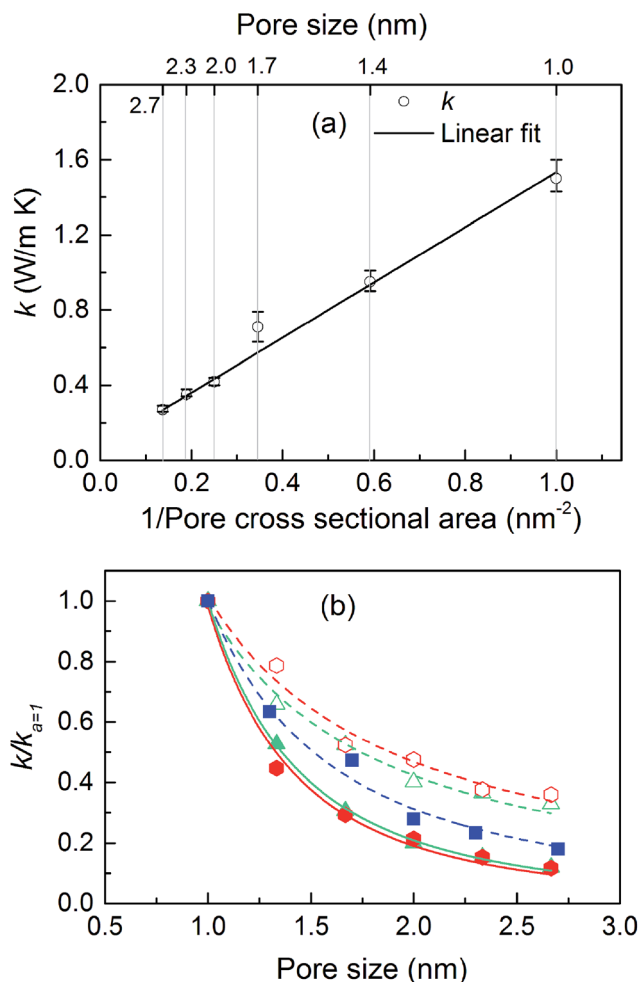 Pore size (nm)
2.3 2.0 1.7 1.4 1.0
2.7
2.0
(a)
k
Linear fit
1.6
1.2
0.8
0.4
0.0
k (W/m K)
0.0 0.2 0.4 0.6 0.8 1.0
1/Pore cross sectional area (nm⁻²)
(b)
1.0
0.8
0.6
0.4
0.2
0.0
k/kₐ₌₁
0.5 1.0 1.5 2.0 2.5 3.0
Pore size (nm)